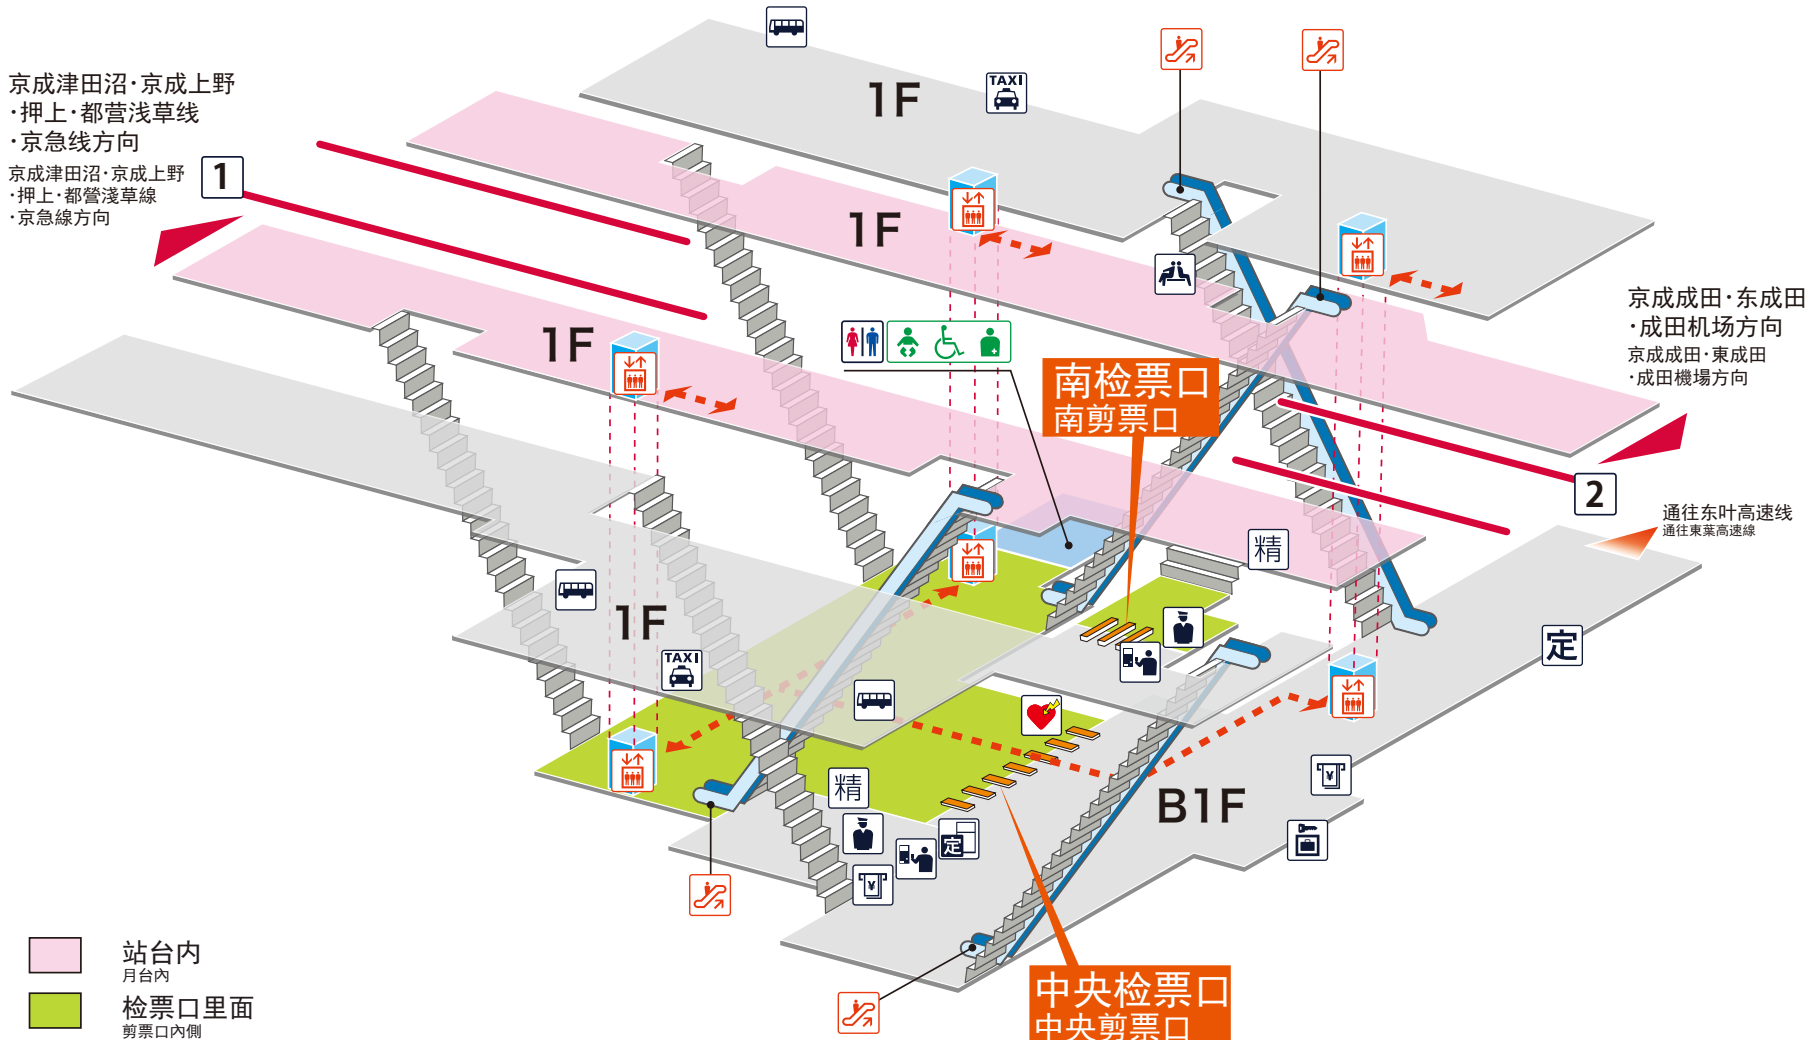 京成津田沼·京成上野
·押上·都营浅草线
·京急线方向
京成津田沼·京成上野
·押上·都營淺草線
·京急線方向
1
1F
TAXI
1F
1F
京成成田·东成田
·成田机场方向
京成成田·東成田
·成田機場方向
南检票口
南剪票口
2
通往东叶高速线
通往東葉高速線
精
1F
TAXI
定
精
定
¥
¥
B1F
中央检票口
中央剪票口
站台内
月台內
检票口里面
剪票口內側